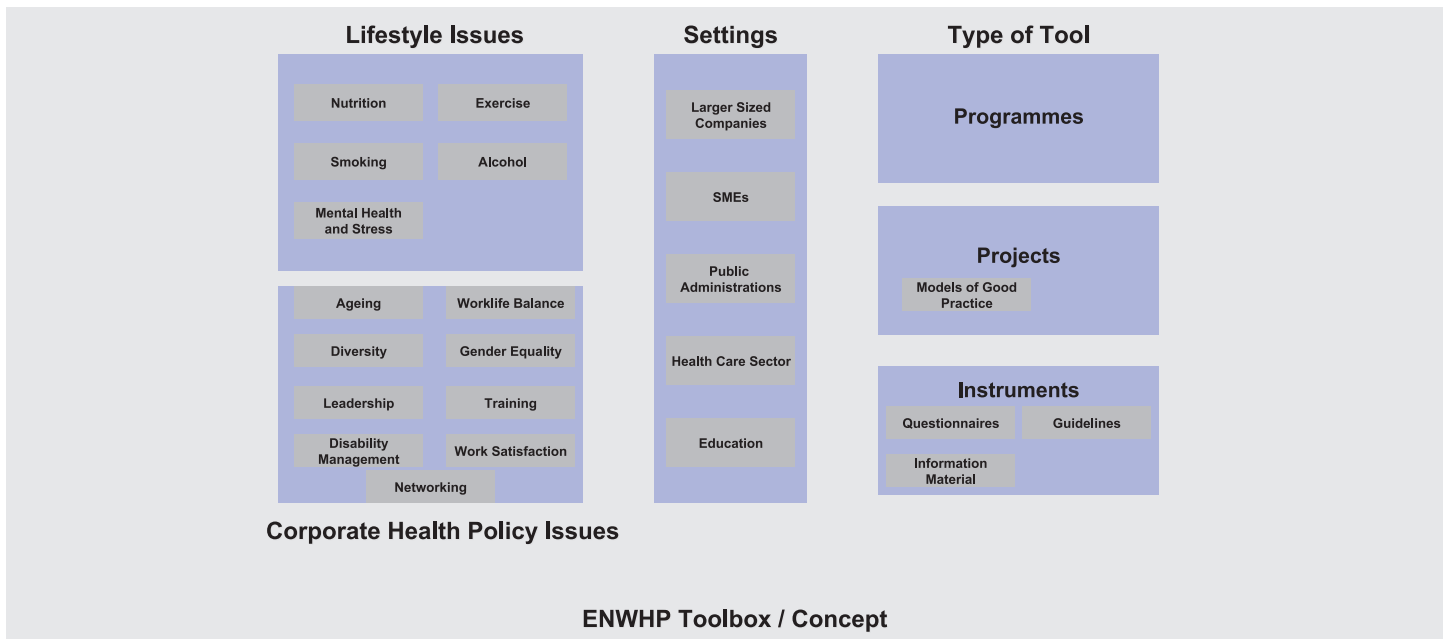 Lifestyle Issues
Nutrition
Exercise
Smoking
Alcohol
Mental Health
and Stress
Ageing
Worklife Balance
Diversity
Gender Equality
Leadership
Training
Disability
Management
Work Satisfaction
Networking
Corporate Health Policy Issues
Settings
Larger Sized
Companies
SMEs
Public
Administrations
Health Care Sector
Education
Type of Tool
Programmes
Projects
Models of Good
Practice
Instruments
Questionnaires
Guidelines
Information
Material
ENWHP Toolbox / Concept